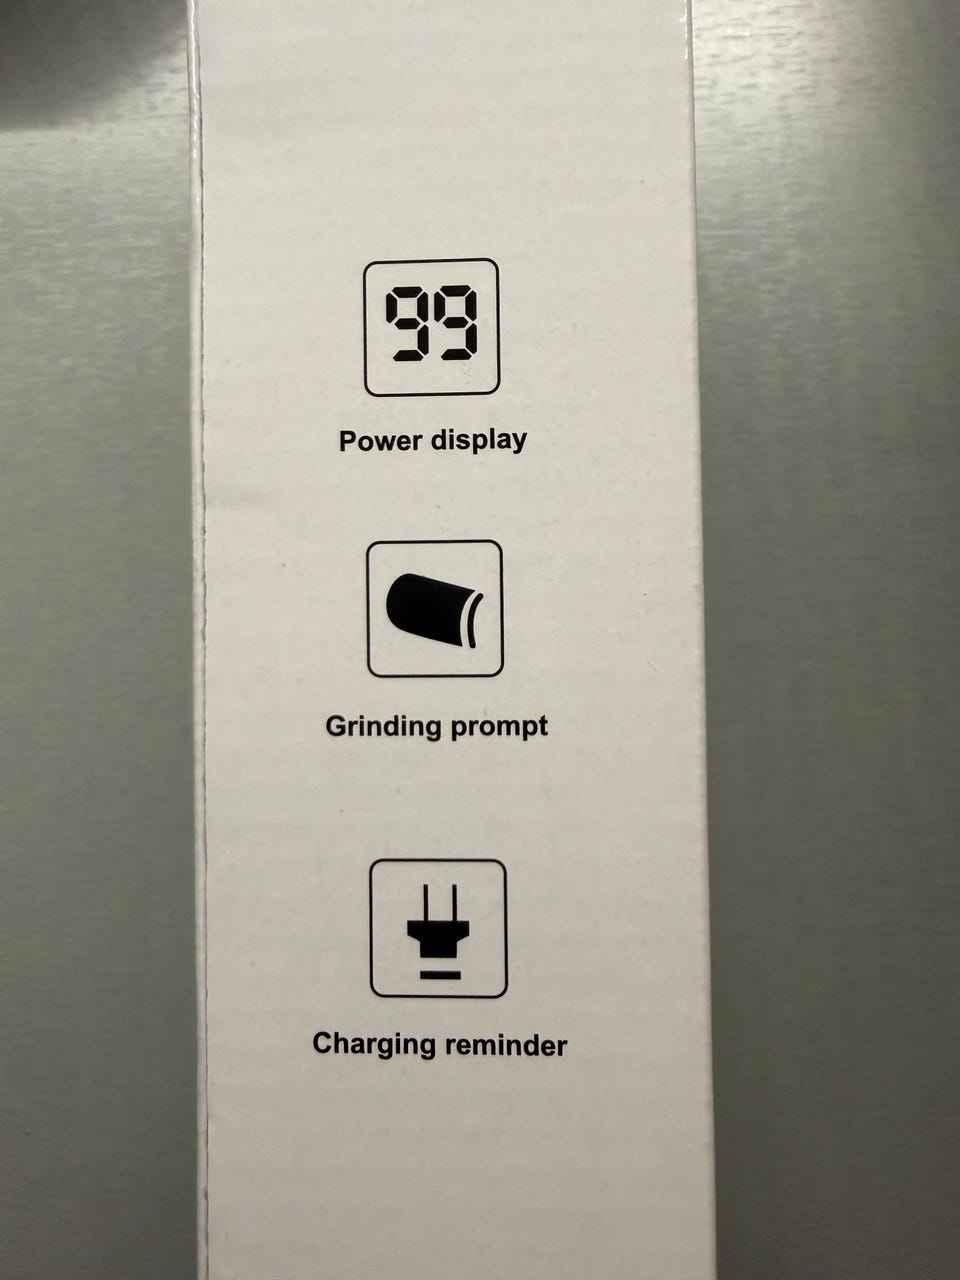 99
Power display
Grinding prompt
Charging reminder